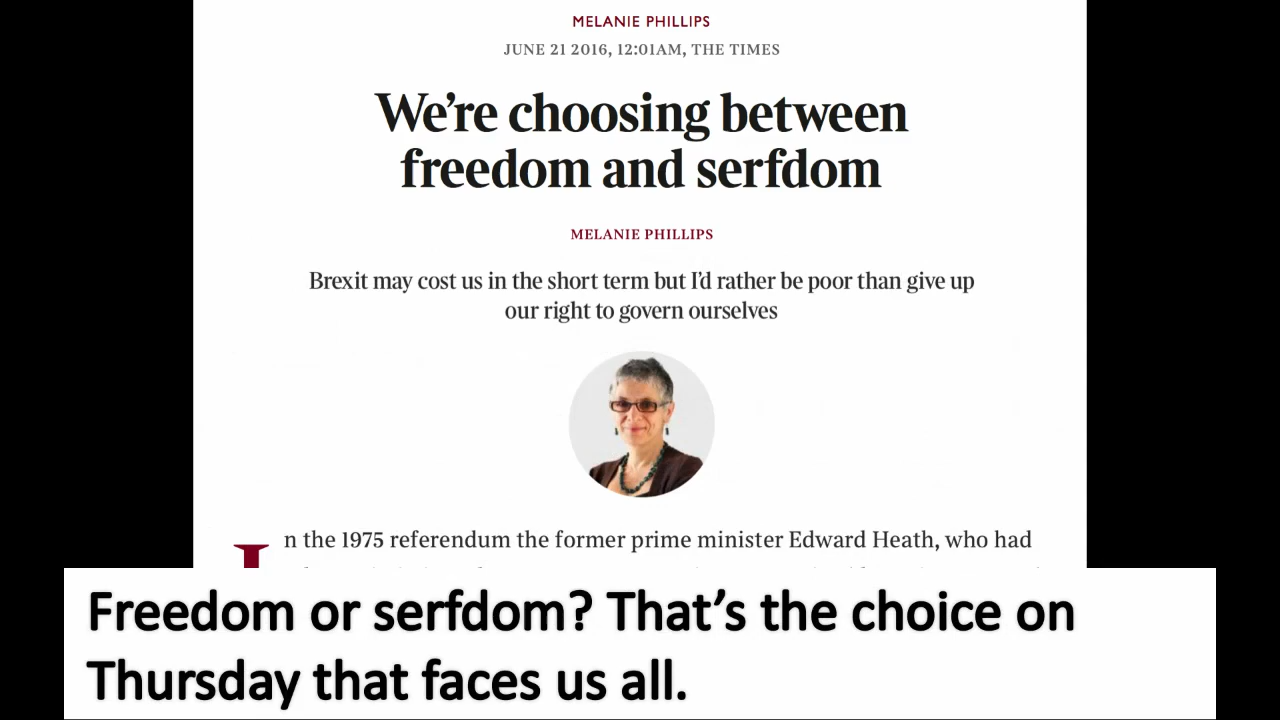 MELANIE PHILLIPS
JUNE 21 2016, 12:01AM, THE TIMES
We're choosing between
freedom and serfdom
MELANIE PHILLIPS
Brexit may cost us in the short term but I'd rather be poor than give up
our right to govern ourselves
In the 1975 referendum the former prime minister Edward Heath, who had
Freedom or serfdom? That's the choice on
Thursday that faces us all.